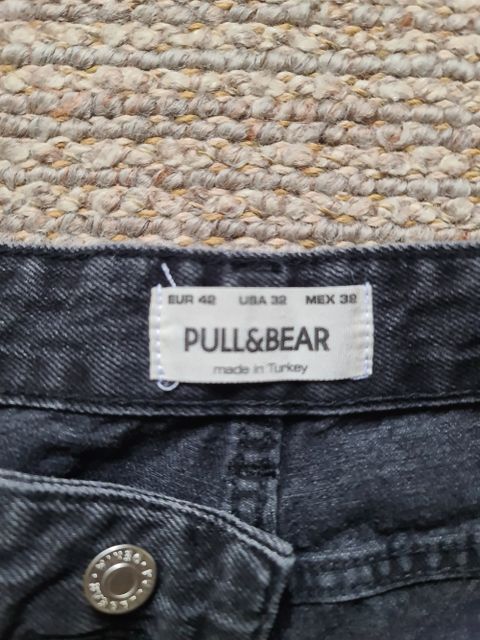 EUR 42 USA 32 MEX 32
PULL&BEAR
made in Turkey